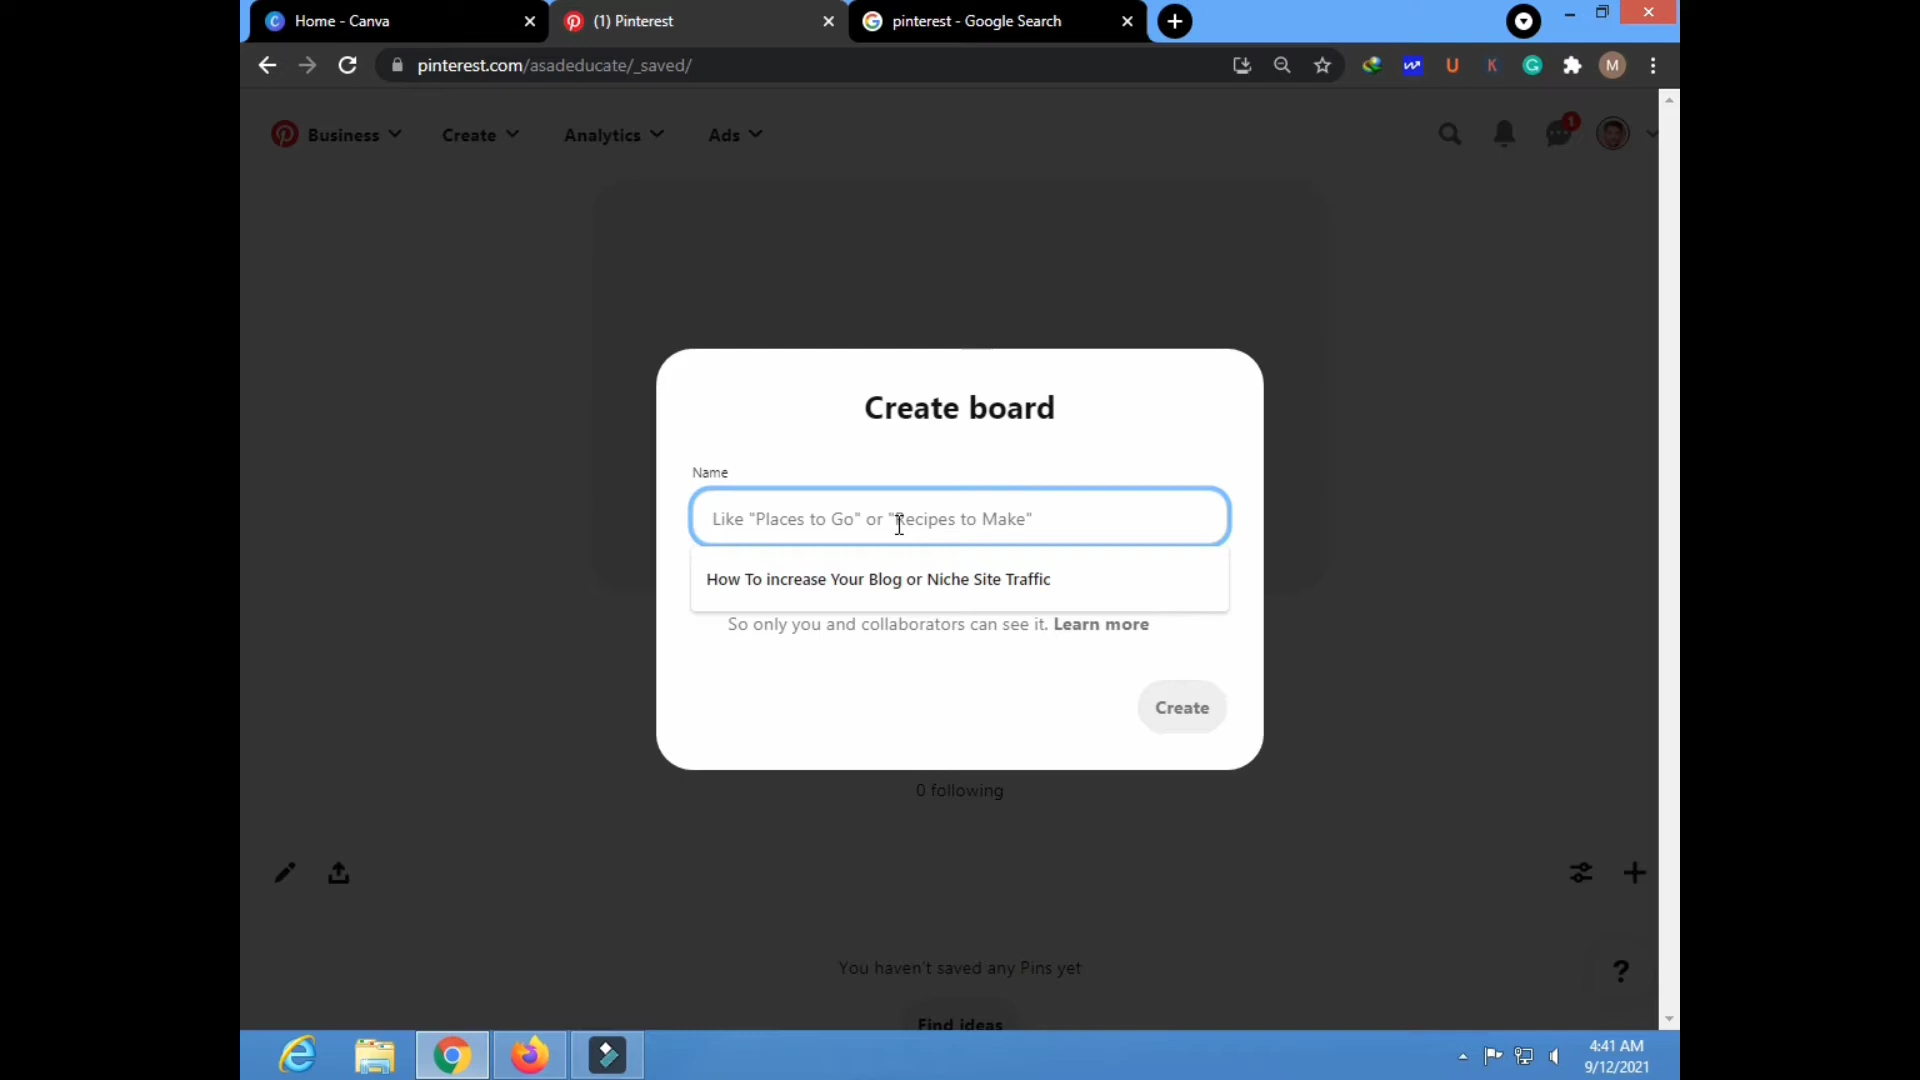 Home - Canva
(1) Pinterest
pinterest - Google Search
pinterest.com/asadeducate/_saved/
U
K
M
Business
Create
Analytics
Ads
1
Create board
Name
Like "Places to Go" or "Recipes to Make"
How To increase Your Blog or Niche Site Traffic
So only you and collaborators can see it. Learn more
Create
0 following
You haven't saved any Pins yet
?
Find ideas
4:41 AM
9/12/2021